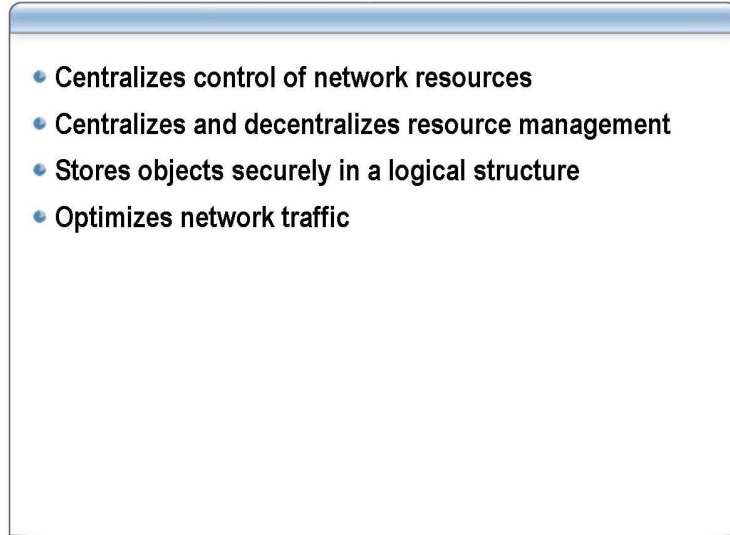 Centralizes control of network resources
Centralizes and decentralizes resource management
Stores objects securely in a logical structure
Optimizes network traffic